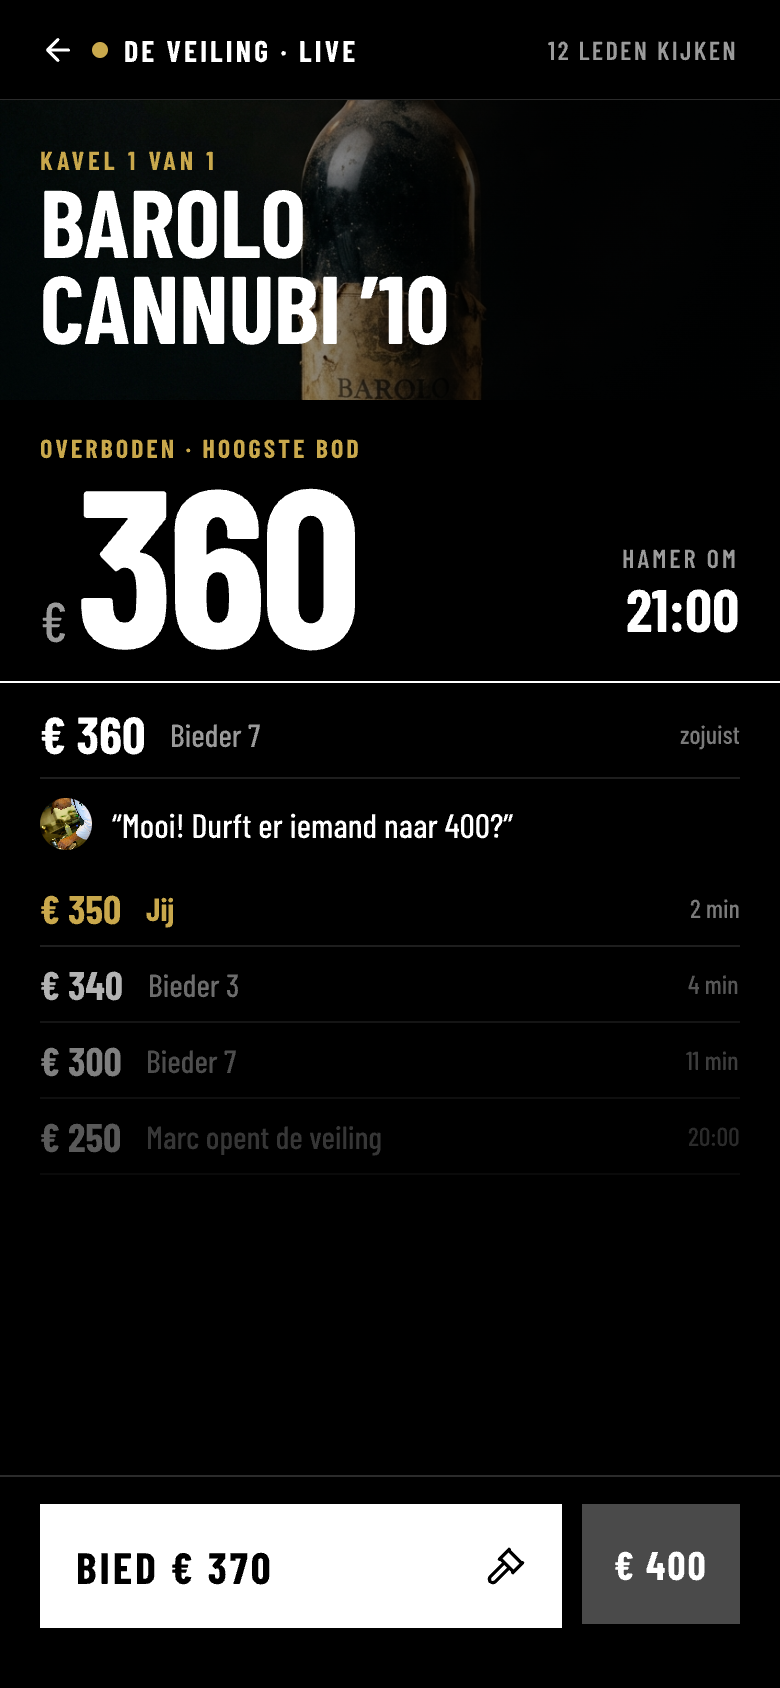 DE VEILING · LIVE
12 LEDEN KIJKEN
KAVEL 1 VAN 1
BAROLO
CANNUBI ’10
BAROLO
OVERBODEN · HOOGSTE BOD
€ 360
HAMER OM
21:00
€ 360 Bieder 7 zojuist
“Mooi! Durft er iemand naar 400?”
€ 350 Jij 2 min
€ 340 Bieder 3 4 min
€ 300 Bieder 7 11 min
€ 250 Marc opent de veiling 20:00
BIED € 370
€ 400